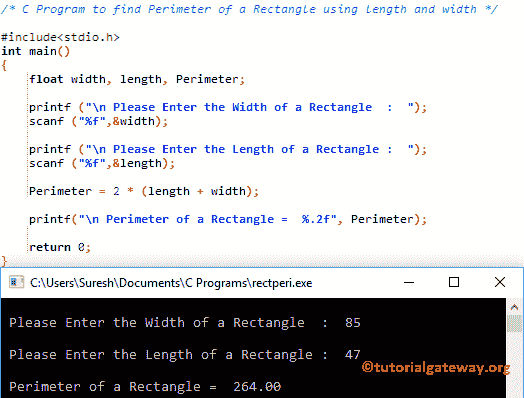 /* C Program to find Perimeter of a Rectangle using length and width */
#include<stdio.h>
int main()
{
float width, length, Perimeter;
printf ("\n Please Enter the Width of a Rectangle  :  ");
scanf ("%f",&width);
printf ("\n Please Enter the Length of a Rectangle :  ");
scanf ("%f",&length);
Perimeter = 2 * (length + width);
printf("\n Perimeter of a Rectangle =  %.2f", Perimeter);
return 0;
}
C:\Users\Suresh\Documents\C Programs\rectperi.exe
Please Enter the Width of a Rectangle  :  85
Please Enter the Length of a Rectangle :  47
©tutorialgateway.org
Perimeter of a Rectangle =  264.00